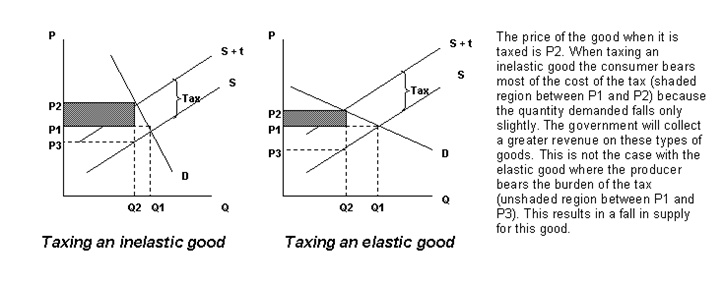 P
S + t
S
Tax
P2
P1
P3
D
Q2 Q1 Q
Taxing an inelastic good
P
S + t
S
Tax
P2
P1
P3
D
Q2 Q1 Q
Taxing an elastic good
The price of the good when it is
taxed is P2. When taxing an
inelastic good the consumer bears
most of the cost of the tax (shaded
region between P1 and P2) because
the quantity demanded falls only
slightly. The government will collect
a greater revenue on these types of
goods. This is not the case with the
elastic good where the producer
bears the burden of the tax
(unshaded region between P1 and
P3). This results in a fall in supply
for this good.